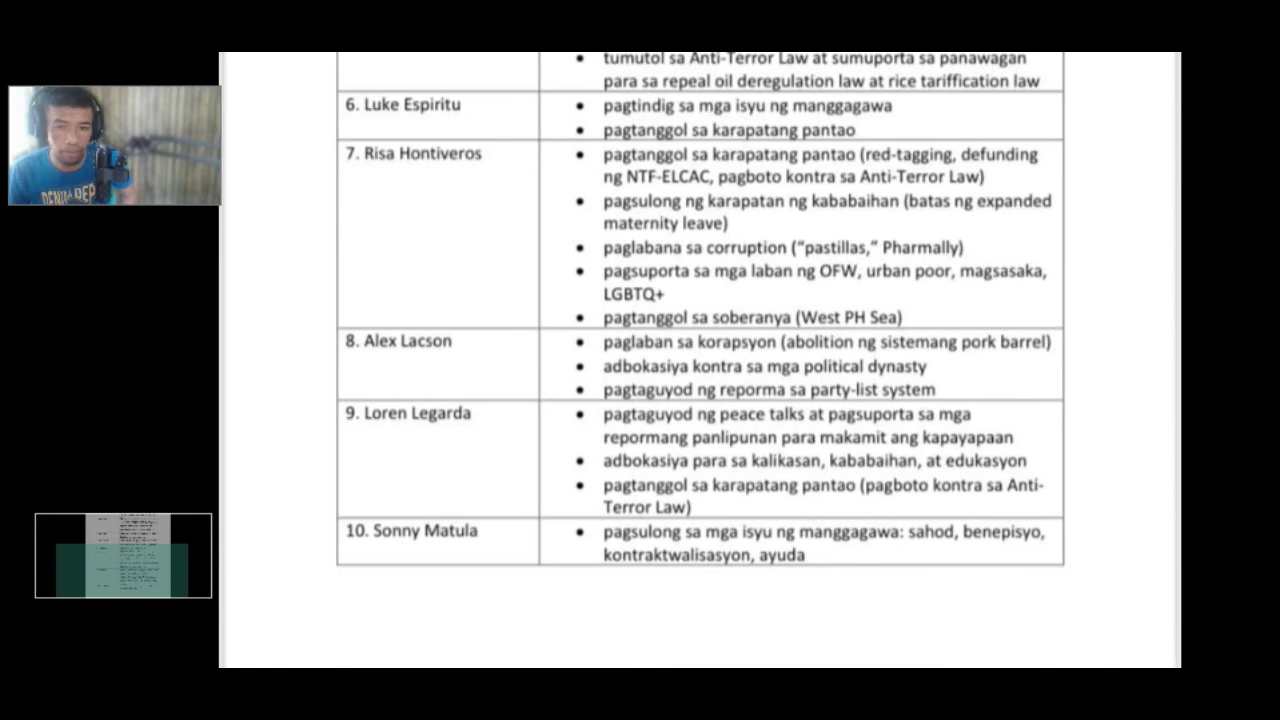 tumutol sa Anti-Terror Law at sumuporta sa panawagan
para sa repeal oil deregulation law at rice tariffication law
6. Luke Espiritu
• pagtindig sa mga isyu ng manggagawa
• pagtanggol sa karapatang pantao
7. Risa Hontiveros
• pagtanggol sa karapatang pantao (red-tagging, defunding
ng NTF-ELCAC, pagboto kontra sa Anti-Terror Law)
• pagsulong ng karapatan ng kababaihan (batas ng expanded
maternity leave)
• paglabana sa corruption (“pastillas,” Pharmally)
• pagsuporta sa mga laban ng OFW, urban poor, magsasaka,
LGBTQ+
• pagtanggol sa soberanya (West PH Sea)
8. Alex Lacson
• paglaban sa korapsyon (abolition ng sistemang pork barrel)
• adbokasiya kontra sa mga political dynasty
• pagtaguyod ng reporma sa party-list system
9. Loren Legarda
• pagtaguyod ng peace talks at pagsuporta sa mga
repormang panlipunan para makamit ang kapayapaan
• adbokasiya para sa kalikasan, kababaihan, at edukasyon
• pagtanggol sa karapatang pantao (pagboto kontra sa Anti-
Terror Law)
10. Sonny Matula
• pagsulong sa mga isyu ng manggagawa: sahod, benepisyo,
kontraktwalisasyon, ayuda